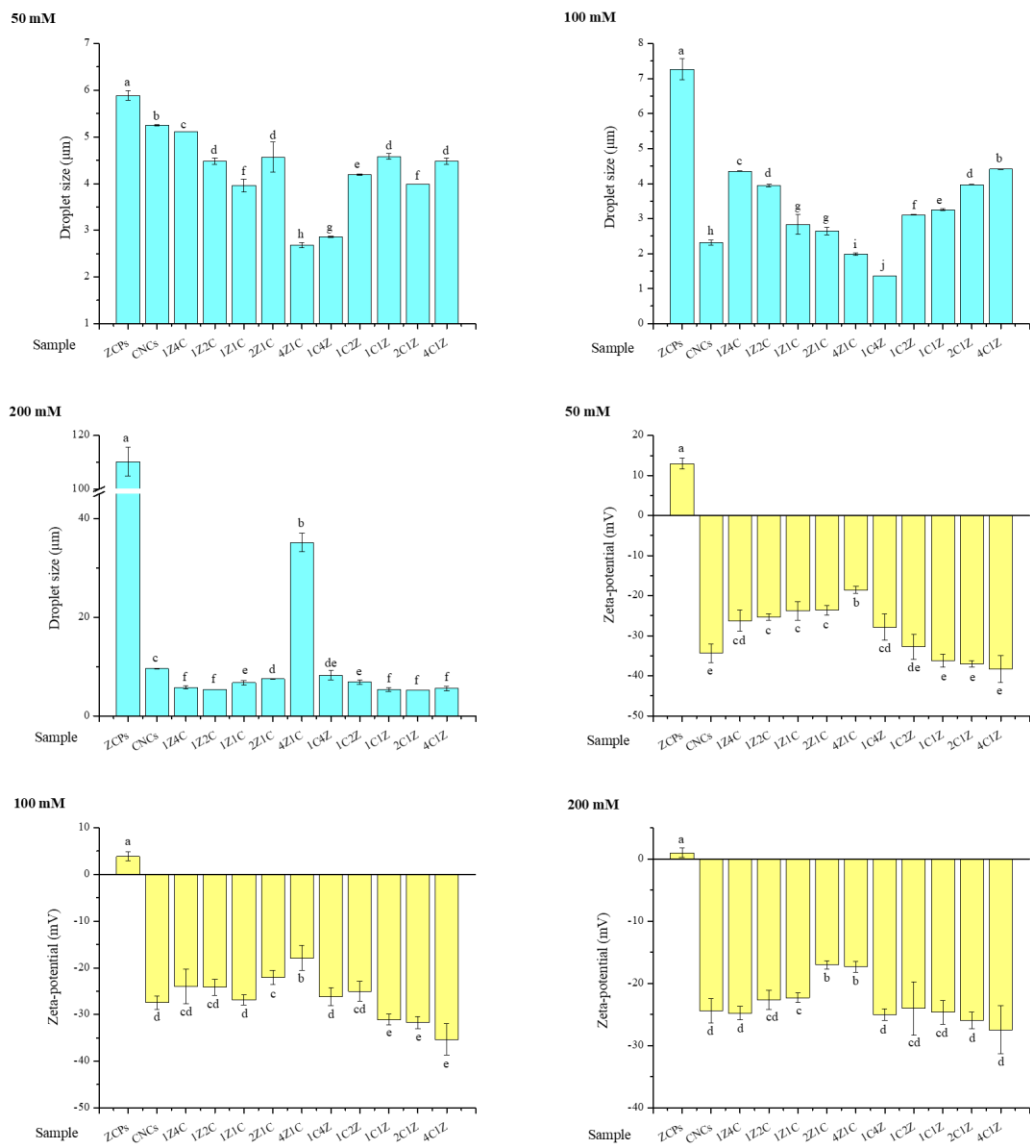 50 mM
Droplet size (μm)
7
6
5
4
3
2
1
a b c d f d h g e d f d
Sample
ZCPs CNCs 1Z4C 1Z2C 1Z1C 2Z1C 4Z1C 1C4Z 1C2Z 1C1Z 2C1Z 4C1Z
100 mM
Droplet size (μm)
8
7
6
5
4
3
2
1
0
a h c d g g i j f e d b
Sample
ZCPs CNCs 1Z4C 1Z2C 1Z1C 2Z1C 4Z1C 1C4Z 1C2Z 1C1Z 2C1Z 4C1Z
200 mM
Droplet size (μm)
120
100
40
20
0
a c f f e d b de e f f f
Sample
ZCPs CNCs 1Z4C 1Z2C 1Z1C 2Z1C 4Z1C 1C4Z 1C2Z 1C1Z 2C1Z 4C1Z
50 mM
Zeta-potential (mV)
20
10
0
-10
-20
-30
-40
-50
a e cd c c c b cd de e e e
Sample
ZCPs CNCs 1Z4C 1Z2C 1Z1C 2Z1C 4Z1C 1C4Z 1C2Z 1C1Z 2C1Z 4C1Z
100 mM
Zeta-potential (mV)
10
0
-10
-20
-30
-40
-50
a d cd cd d c b d cd e e e
Sample
ZCPs CNCs 1Z4C 1Z2C 1Z1C 2Z1C 4Z1C 1C4Z 1C2Z 1C1Z 2C1Z 4C1Z
200 mM
Zeta-potential (mV)
0
-10
-20
-30
-40
a d d cd c b b d cd cd d d
Sample
ZCPs CNCs 1Z4C 1Z2C 1Z1C 2Z1C 4Z1C 1C4Z 1C2Z 1C1Z 2C1Z 4C1Z